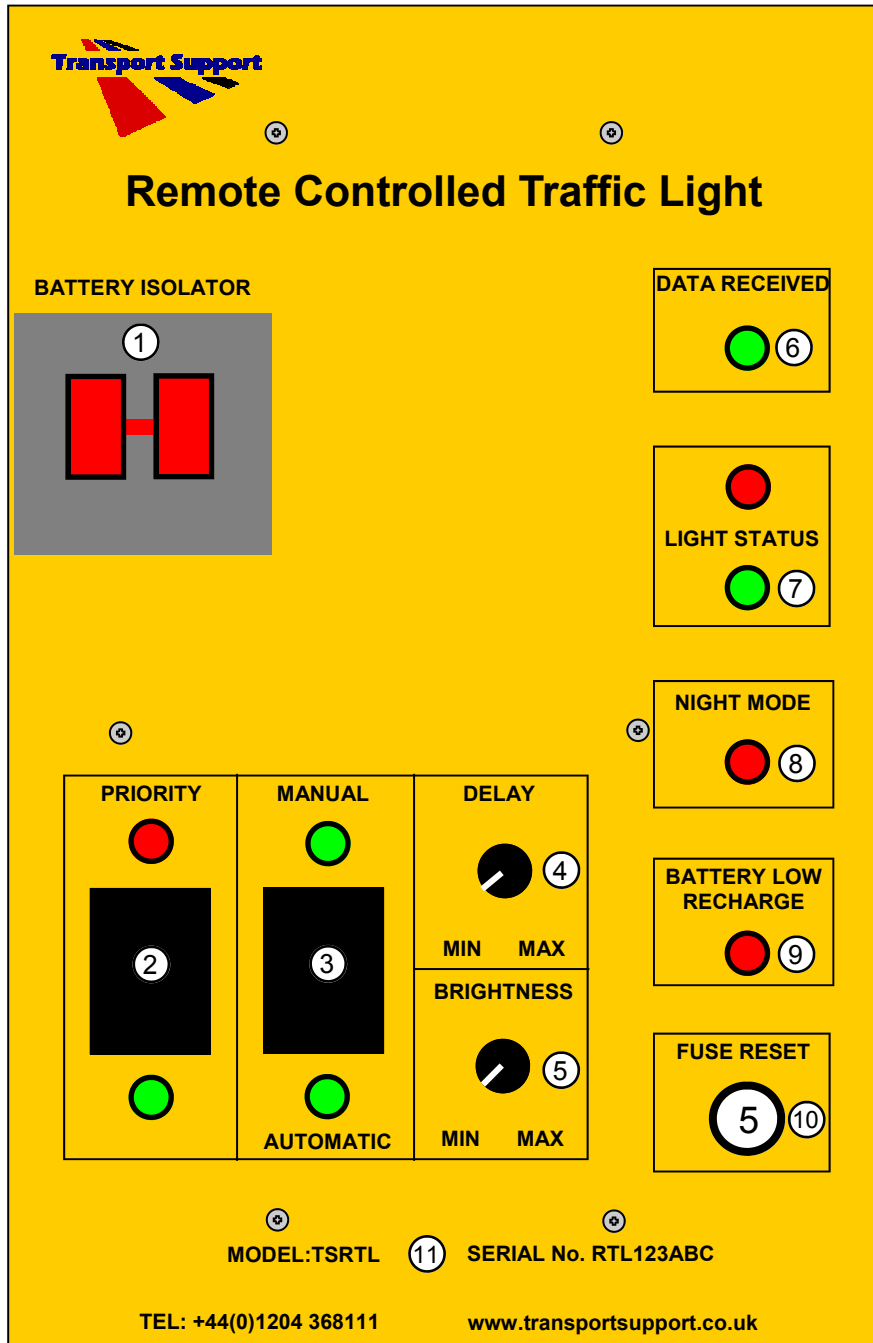 Transport Support
Remote Controlled Traffic Light
BATTERY ISOLATOR
1
DATA RECEIVED
6
LIGHT STATUS
7
NIGHT MODE
8
PRIORITY
2
MANUAL
3
AUTOMATIC
DELAY
4
MIN MAX
BRIGHTNESS
5
MIN MAX
BATTERY LOW
RECHARGE
9
FUSE RESET
5
10
MODEL:TSRTL
11
SERIAL No. RTL123ABC
TEL: +44(0)1204 368111
www.transportsupport.co.uk